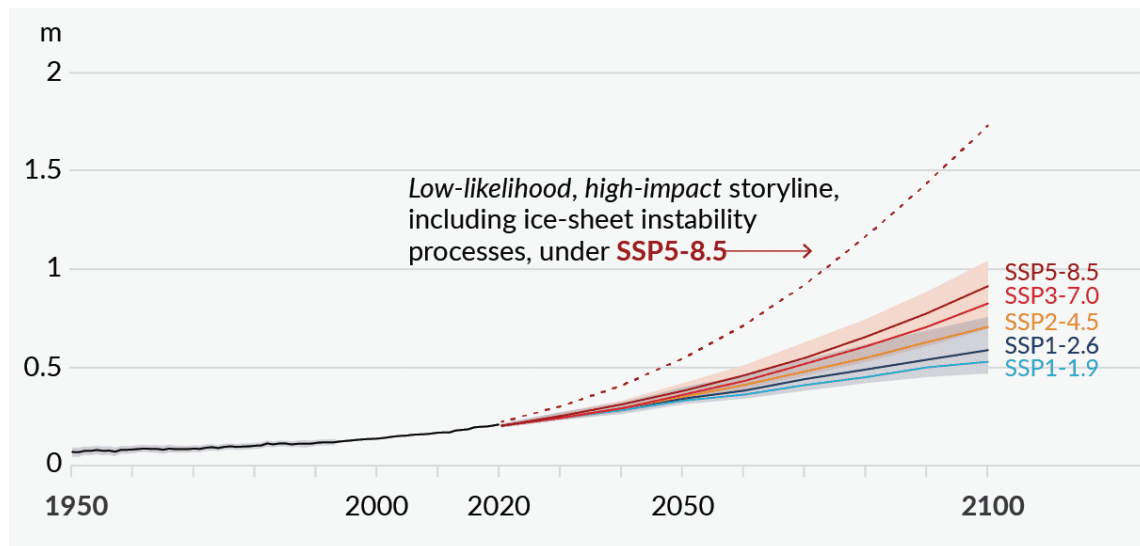 m
2
1.5
Low-likelihood, high-impact storyline,
including ice-sheet instability
processes, under SSP5-8.5
1
SSP5-8.5
SSP3-7.0
SSP2-4.5
SSP1-2.6
SSP1-1.9
0.5
0
1950 2000 2020 2050 2100